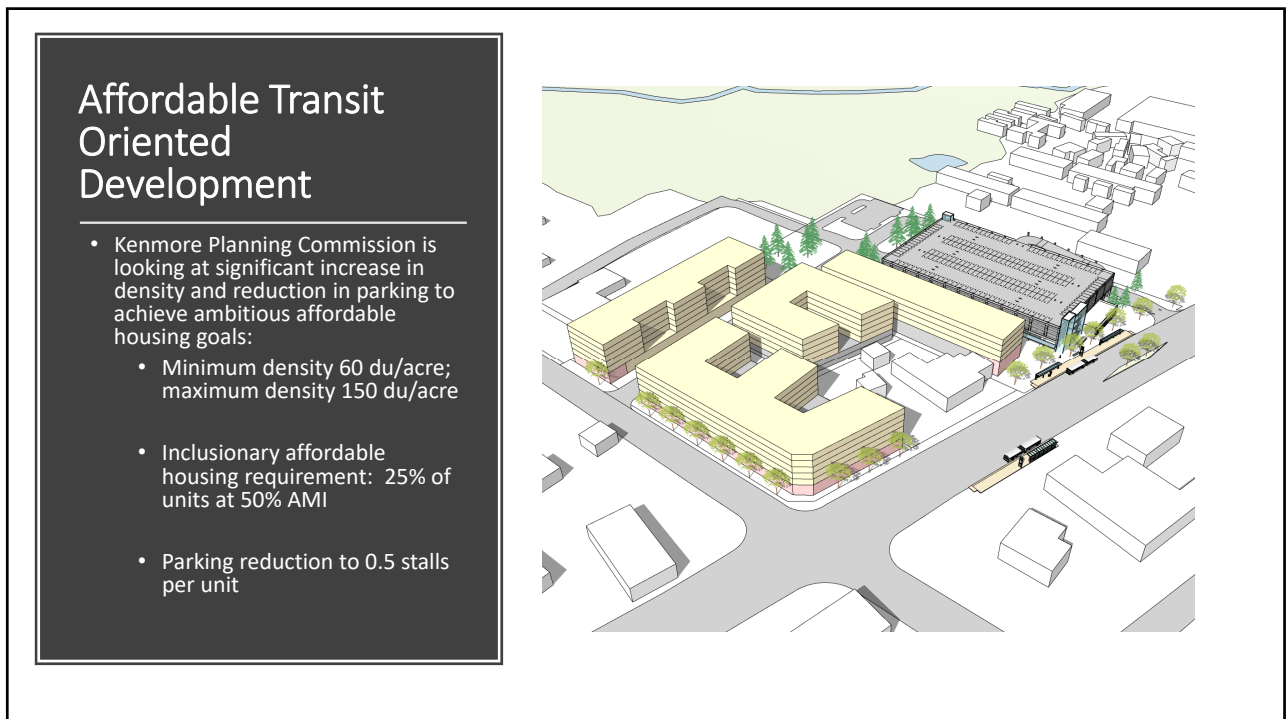 Affordable Transit
Oriented
Development
• Kenmore Planning Commission is
looking at significant increase in
density and reduction in parking to
achieve ambitious affordable
housing goals:
• Minimum density 60 du/acre;
maximum density 150 du/acre
• Inclusionary affordable
housing requirement: 25% of
units at 50% AMI
• Parking reduction to 0.5 stalls
per unit